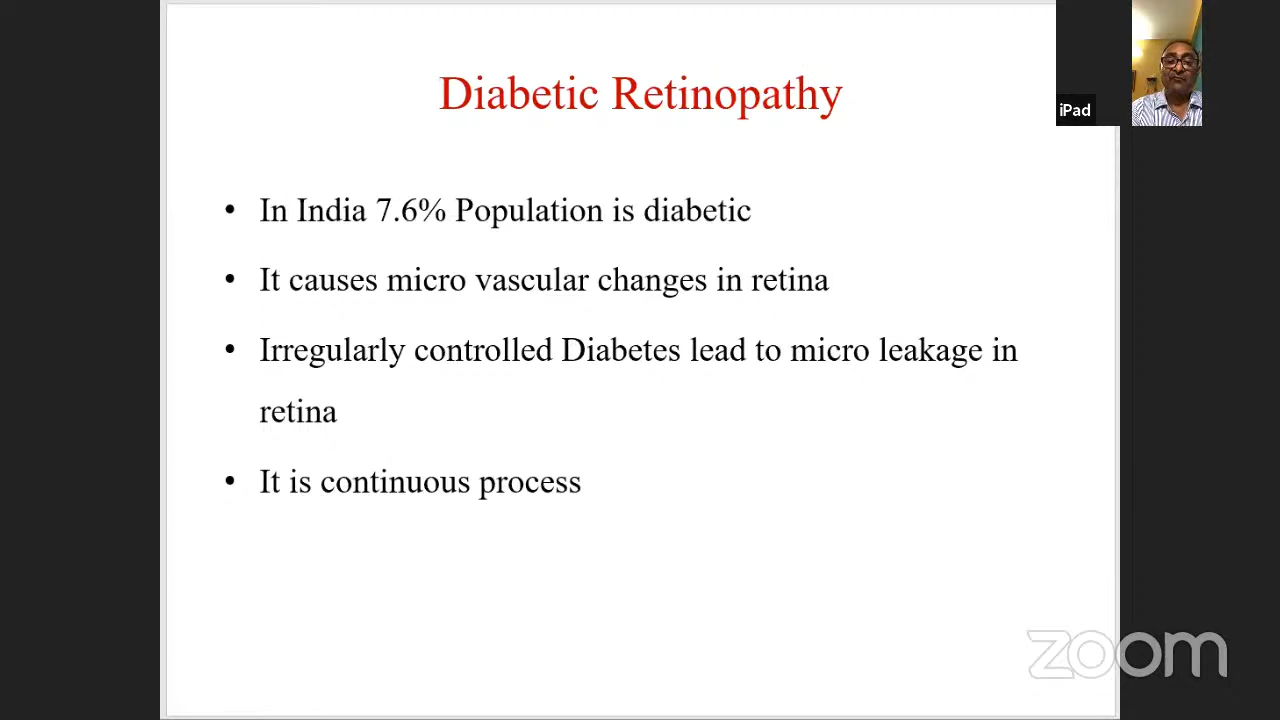 Diabetic Retinopathy
iPad
• In India 7.6% Population is diabetic
• It causes micro vascular changes in retina
• Irregularly controlled Diabetes lead to micro leakage in
retina
• It is continuous process
zoom